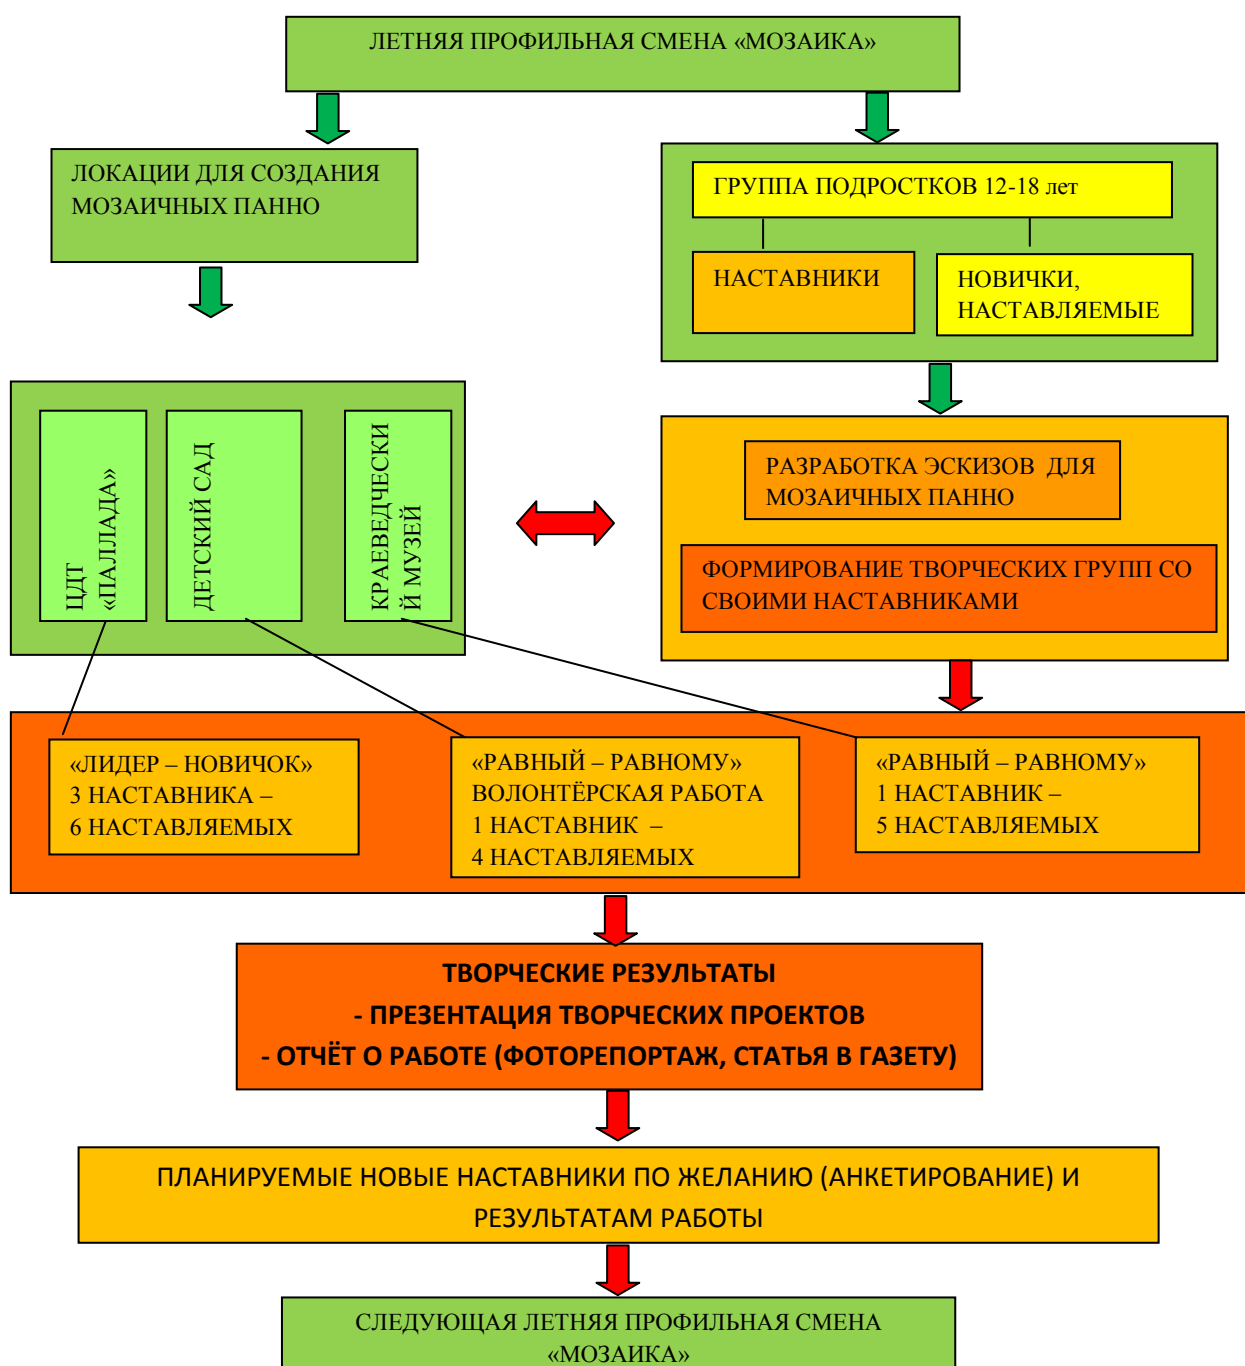 ЛЕТНЯЯ ПРОФИЛЬНАЯ СМЕНА «МОЗАИКА»
ЛОКАЦИИ ДЛЯ СОЗДАНИЯ
МОЗАИЧНЫХ ПАННО
ГРУППА ПОДРОСТКОВ 12-18 лет
НАСТАВНИКИ
НОВИЧКИ,
НАСТАВЛЯЕМЫЕ
ЦДТ
«ПАЛЛАДА»
ДЕТСКИЙ САД
КРАЕВЕДЧЕСКИ
Й МУЗЕЙ
РАЗРАБОТКА ЭСКИЗОВ ДЛЯ
МОЗАИЧНЫХ ПАННО
ФОРМИРОВАНИЕ ТВОРЧЕСКИХ ГРУПП СО
СВОИМИ НАСТАВНИКАМИ
«ЛИДЕР – НОВИЧОК»
3 НАСТАВНИКА –
6 НАСТАВЛЯЕМЫХ
«РАВНЫЙ – РАВНОМУ»
ВОЛОНТЁРСКАЯ РАБОТА
1 НАСТАВНИК –
4 НАСТАВЛЯЕМЫХ
«РАВНЫЙ – РАВНОМУ»
1 НАСТАВНИК –
5 НАСТАВЛЯЕМЫХ
ТВОРЧЕСКИЕ РЕЗУЛЬТАТЫ
- ПРЕЗЕНТАЦИЯ ТВОРЧЕСКИХ ПРОЕКТОВ
- ОТЧЁТ О РАБОТЕ (ФОТОРЕПОРТАЖ, СТАТЬЯ В ГАЗЕТУ)
ПЛАНИРУЕМЫЕ НОВЫЕ НАСТАВНИКИ ПО ЖЕЛАНИЮ (АНКЕТИРОВАНИЕ) И
РЕЗУЛЬТАТАМ РАБОТЫ
СЛЕДУЮЩАЯ ЛЕТНЯЯ ПРОФИЛЬНАЯ СМЕНА
«МОЗАИКА»